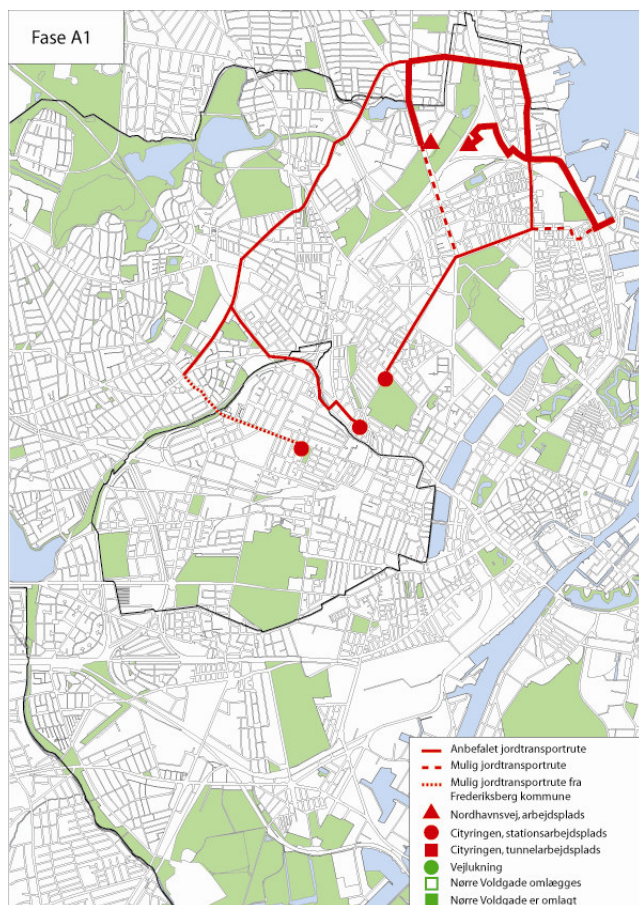 Fase A1
Anbefalet jordtransportrute
Mulig jordtransportrute
Mulig jordtransportrute fra
Frederiksberg kommune
Nordhavnsvej, arbejdsplads
Cityringen, stationsarbejdsplads
Cityringen, tunnelarbejdsplads
Vejlukning
Nørre Voldgade omlægges
Nørre Voldgade er omlagt